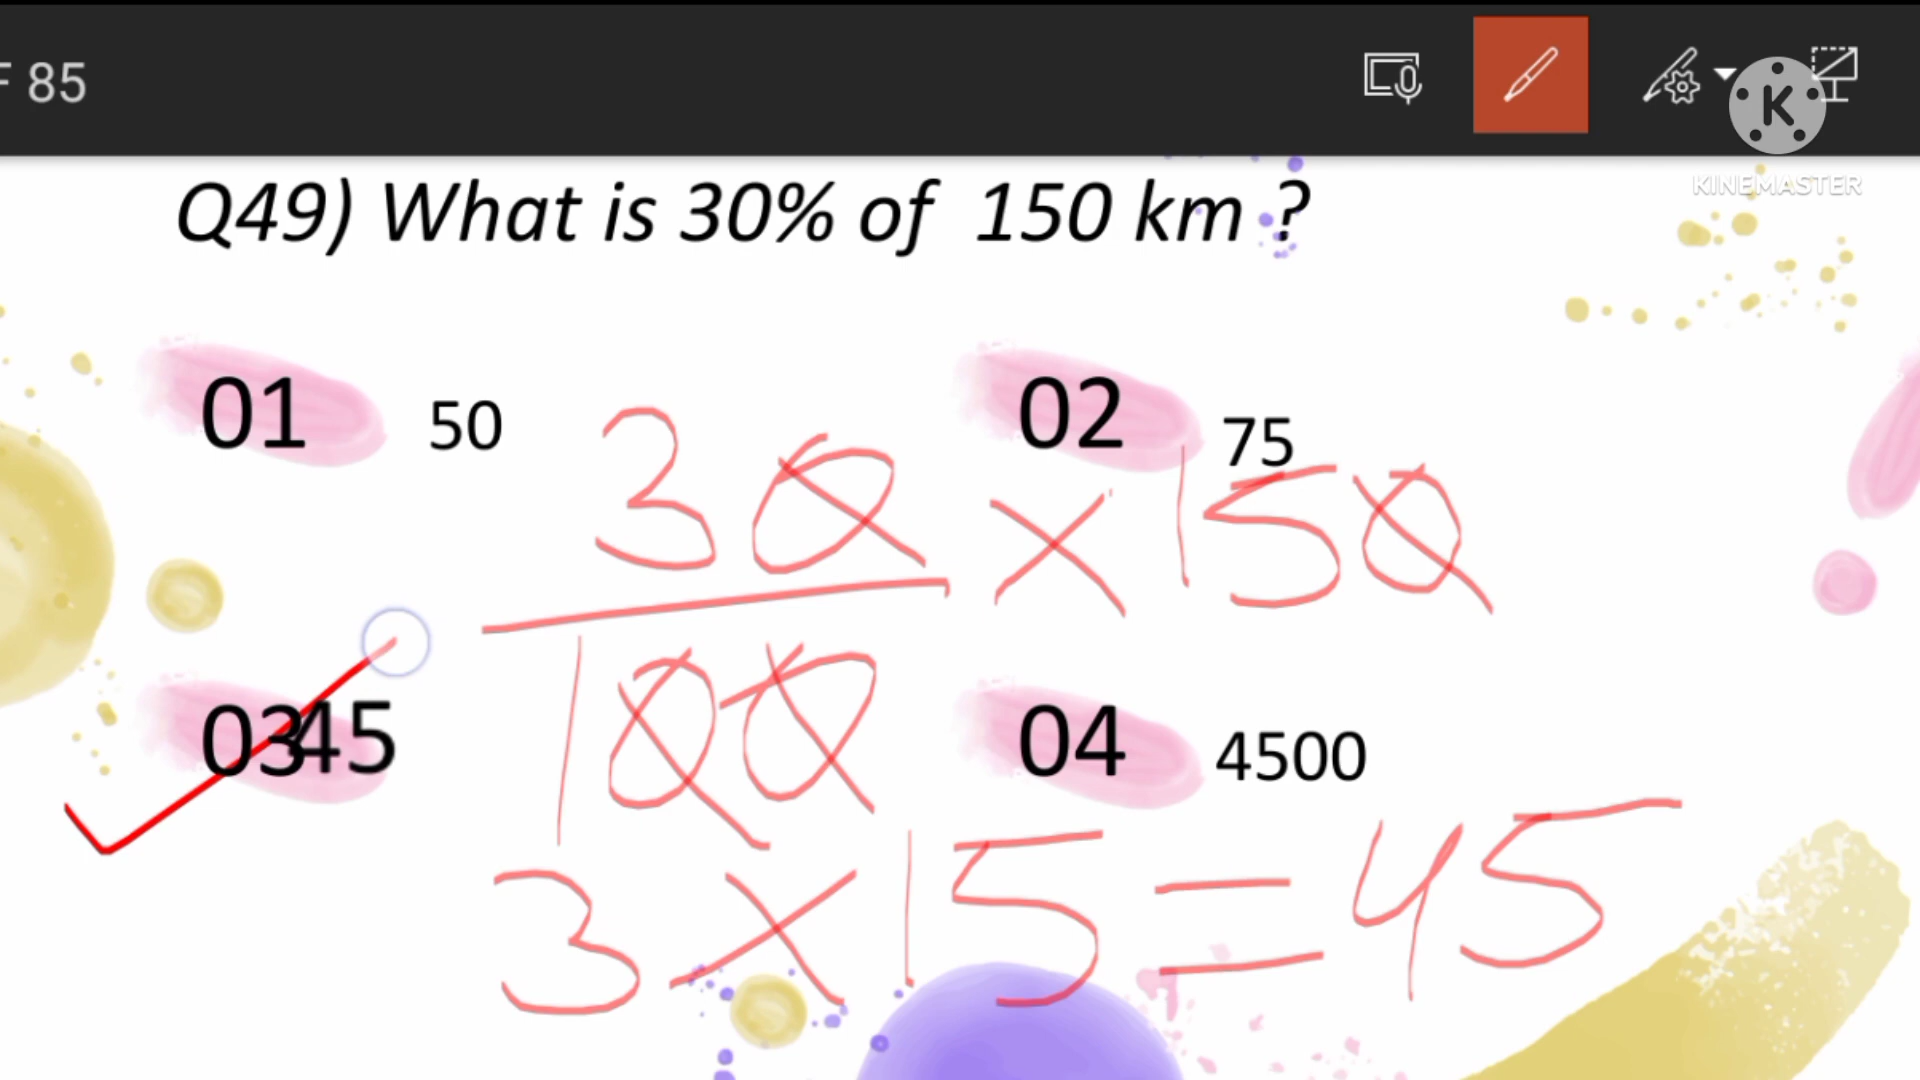 F 85
K
KINEMASTER
Q49) What is 30% of 150 km ?
01 50
02 75
30 × 150
100
03 45
04 4500
3 × 15 = 45